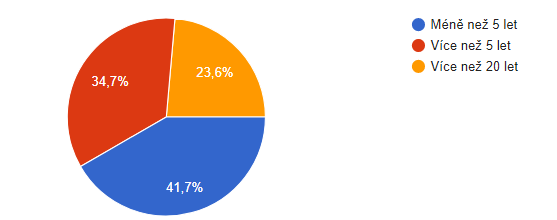 Méně než 5 let
Více než 5 let
Více než 20 let
34,7%
23,6%
41,7%